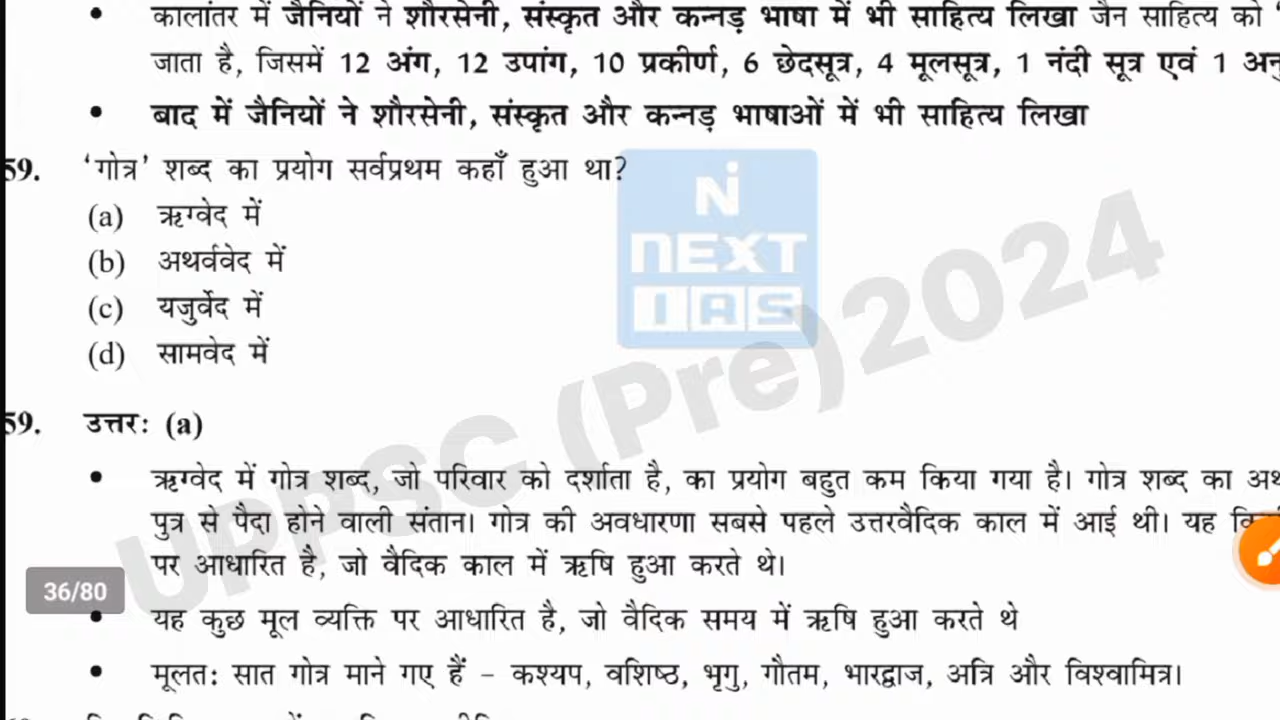 • कालांतर में जैनियों ने शौरसेनी, संस्कृत और कन्नड़ भाषा में भी साहित्य लिखा जैन साहित्य को
जाता है, जिसमें 12 अंग, 12 उपांग, 10 प्रकीर्ण, 6 छेदसूत्र, 4 मूलसूत्र, 1 नंदी सूत्र एवं 1
• बाद में जैनियों ने शौरसेनी, संस्कृत और कन्नड़ भाषाओं में भी साहित्य लिखा
59. ‘गोत्र’ शब्द का प्रयोग सर्वप्रथम कहाँ हुआ था?
(a) ऋग्वेद में
(b) अथर्ववेद में
(c) यजुर्वेद में
(d) सामवेद में
NEXT
IAS
UPPSC (Pre) 2024
59. उत्तरः (a)
• ऋग्वेद में गोत्र शब्द, जो परिवार को दर्शाता है, का प्रयोग बहुत कम किया गया है। गोत्र शब्द का
पुत्र से पैदा होने वाली संतान। गोत्र की अवधारणा सबसे पहले उत्तरवैदिक काल में आई थी। यह
पर आधारित है, जो वैदिक काल में ऋषि हुआ करते थे।
36/80
• यह कुछ मूल व्यक्ति पर आधारित है, जो वैदिक समय में ऋषि हुआ करते थे
• मूलतः सात गोत्र माने गए हैं – कश्यप, वशिष्ठ, भृगु, गौतम, भारद्वाज, अत्रि और विश्वामित्र।